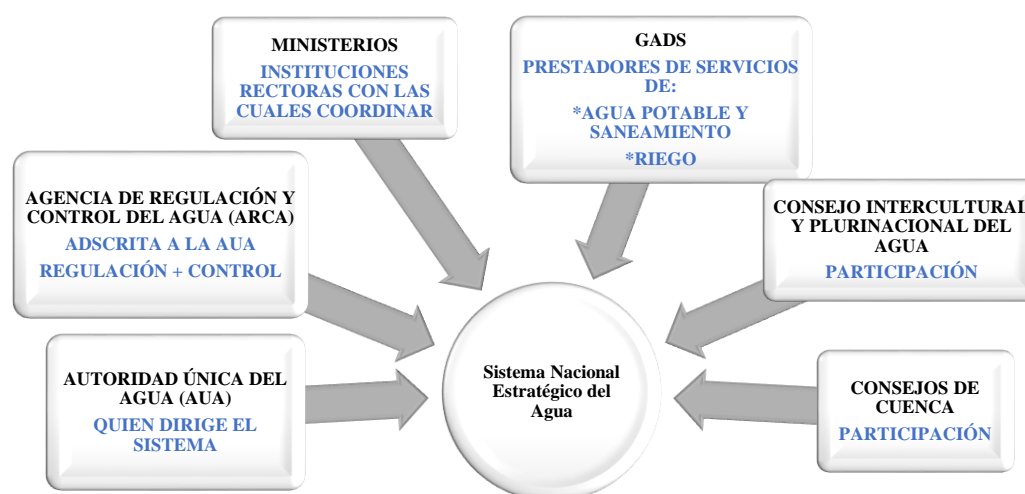 MINISTERIOS
INSTITUCIONES
RECTORAS CON LAS
CUALES COORDINAR
GADS
PRESTADORES DE SERVICIOS
DE:
*AGUA POTABLE Y
SANEAMIENTO
*RIEGO
AGENCIA DE REGULACIÓN Y
CONTROL DEL AGUA (ARCA)
ADSCRITA A LA AUA
REGULACIÓN + CONTROL
CONSEJO INTERCULTURAL
Y PLURINACIONAL DEL
AGUA
PARTICIPACIÓN
AUTORIDAD ÚNICA DEL
AGUA (AUA)
QUIEN DIRIGE EL
SISTEMA
Sistema Nacional
Estratégico del
Agua
CONSEJOS DE
CUENCA
PARTICIPACIÓN